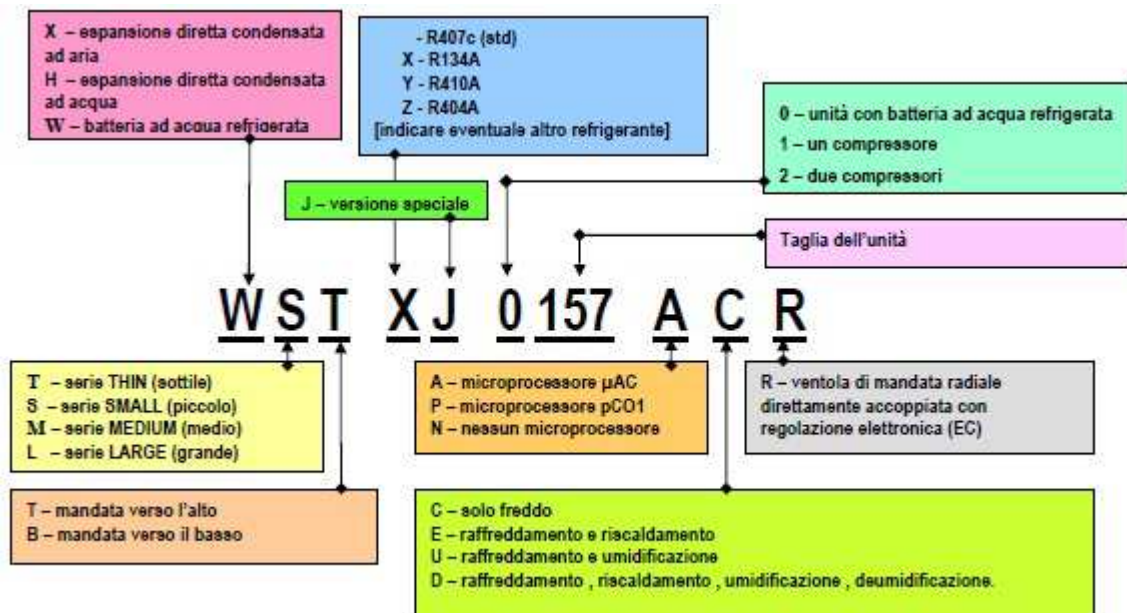 X – espansione diretta condensata
ad aria
H – espansione diretta condensata
ad acqua
W – batteria ad acqua refrigerata
- R407c (std)
X - R134A
Y - R410A
Z - R404A
[indicare eventuale altro refrigerante]
0 – unità con batteria ad acqua refrigerata
1 – un compressore
2 – due compressori
J – versione speciale
Taglia dell'unità
W S T X J 0 157 A C R
T – serie THIN (sottile)
S – serie SMALL (piccolo)
M – serie MEDIUM (medio)
L – serie LARGE (grande)
A – microprocessore µAC
P – microprocessore pCO1
N – nessun microprocessore
R – ventola di mandata radiale
direttamente accoppiata con
regolazione elettronica (EC)
T – mandata verso l'alto
B – mandata verso il basso
C – solo freddo
E – raffreddamento e riscaldamento
U – raffreddamento e umidificazione
D – raffreddamento , riscaldamento , umidificazione , deumidificazione.